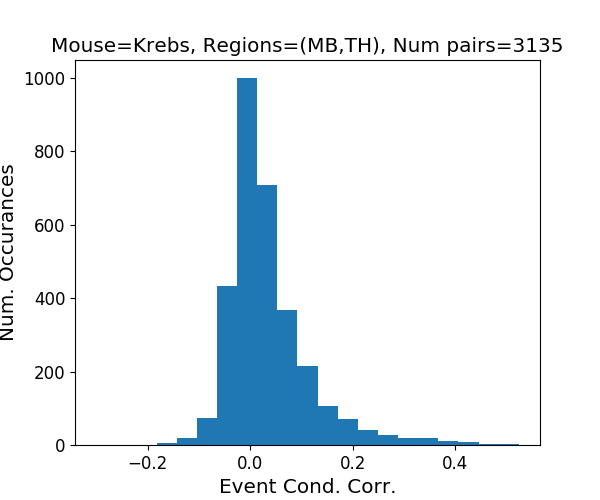 Mouse=Krebs, Regions=(MB,TH), Num pairs=3135
1000
800
600
400
200
0
Num. Occurances
−0.2 0.0 0.2 0.4
Event Cond. Corr.